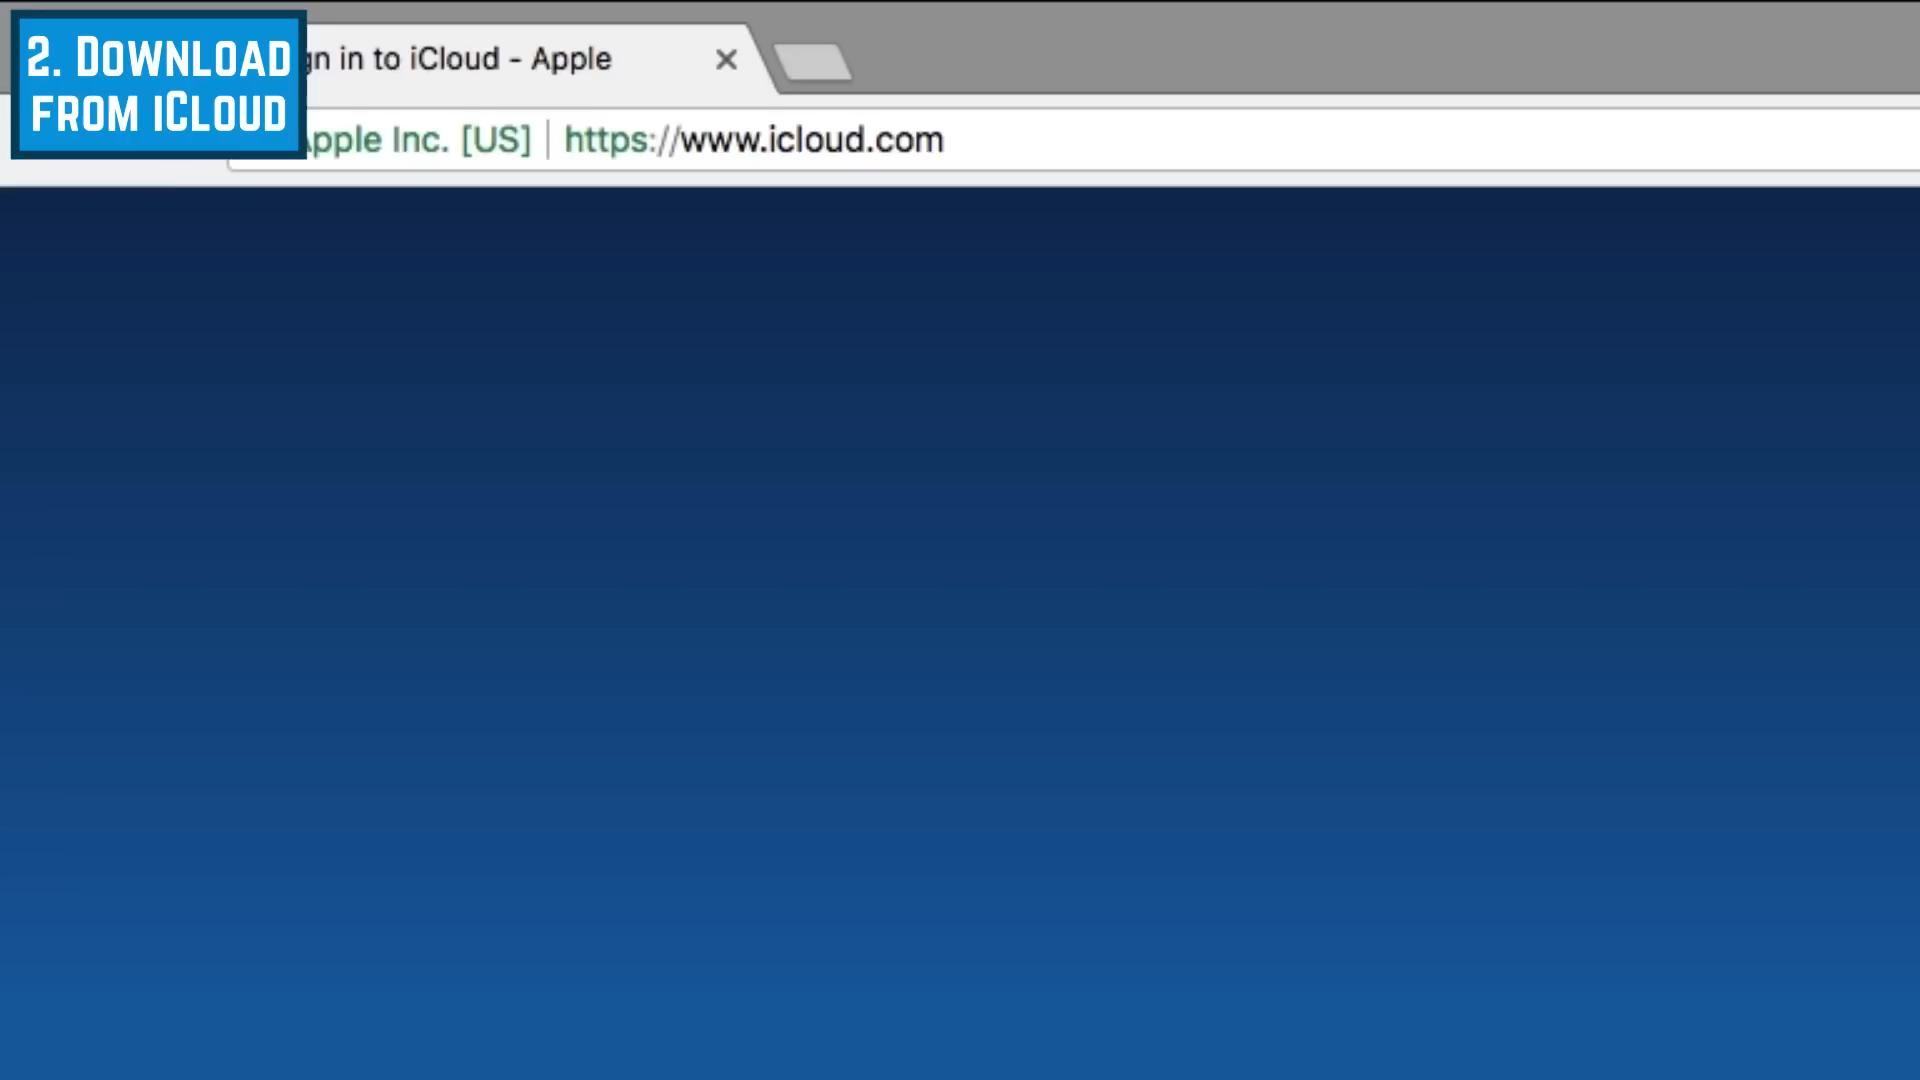 2. Download
from iCloud
gn in to iCloud - Apple
Apple Inc. [US] | https://www.icloud.com